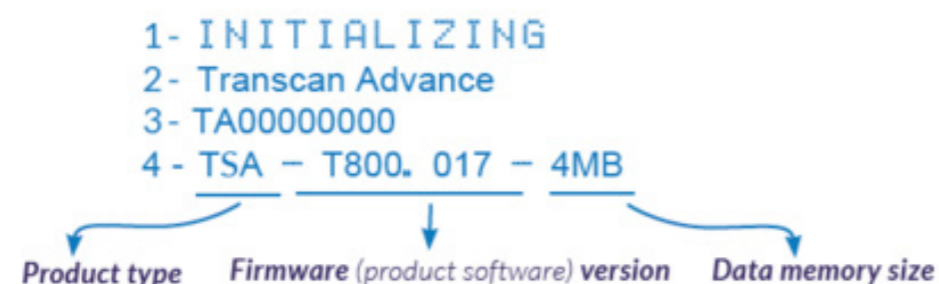 1- INITIALIZING
2- Transcan Advance
3- TA00000000
4 - TSA - T800. 017 - 4MB
Product type Firmware (product software) version Data memory size